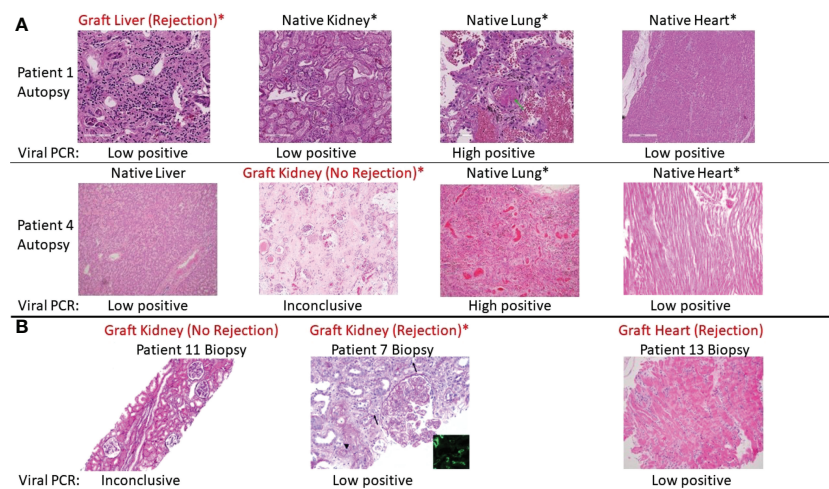 A
Graft Liver (Rejection)* Native Kidney* Native Lung* Native Heart*
Patient 1
Autopsy
Viral PCR: Low positive Low positive High positive Low positive
Native Liver Graft Kidney (No Rejection)* Native Lung* Native Heart*
Patient 4
Autopsy
Viral PCR: Low positive Inconclusive High positive Low positive
B
Graft Kidney (No Rejection) Graft Kidney (Rejection)* Graft Heart (Rejection)
Patient 11 Biopsy Patient 7 Biopsy Patient 13 Biopsy
Viral PCR: Inconclusive Low positive Low positive